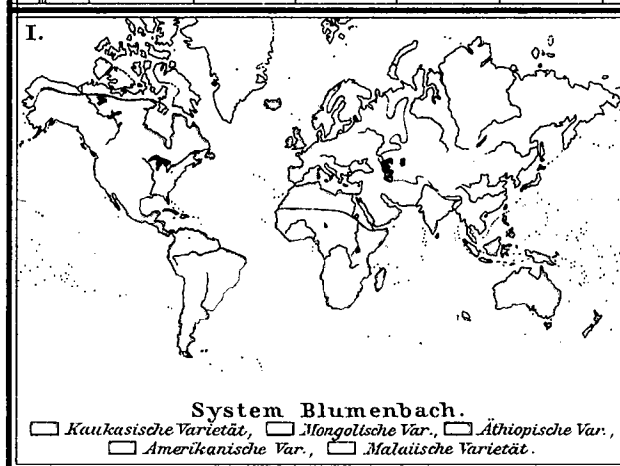 I.
System Blumenbach.
Kaukasische Varietät, Mongolische Var., Äthiopische Var.,
Amerikanische Var., Malaiische Varietät.